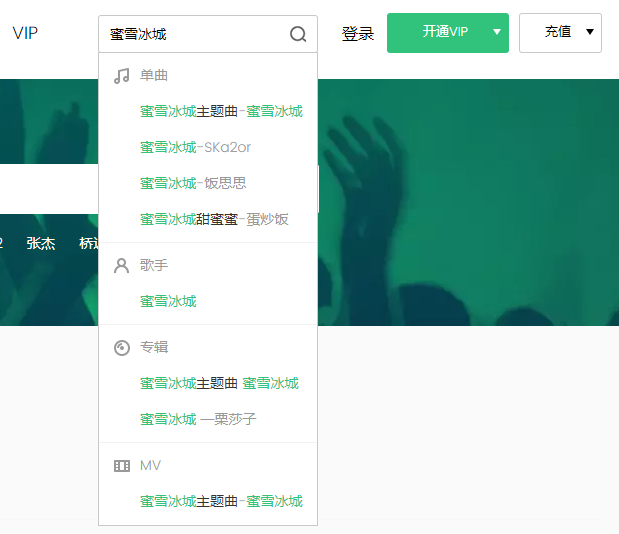 VIP 蜜雪冰城 登录 开通VIP 充值
单曲
蜜雪冰城主题曲-蜜雪冰城
蜜雪冰城-SKa2or
蜜雪冰城-饭思思
蜜雪冰城甜蜜蜜-蛋炒饭
2 张杰
歌手
蜜雪冰城
专辑
蜜雪冰城主题曲 蜜雪冰城
蜜雪冰城 一栗莎子
MV
蜜雪冰城主题曲-蜜雪冰城